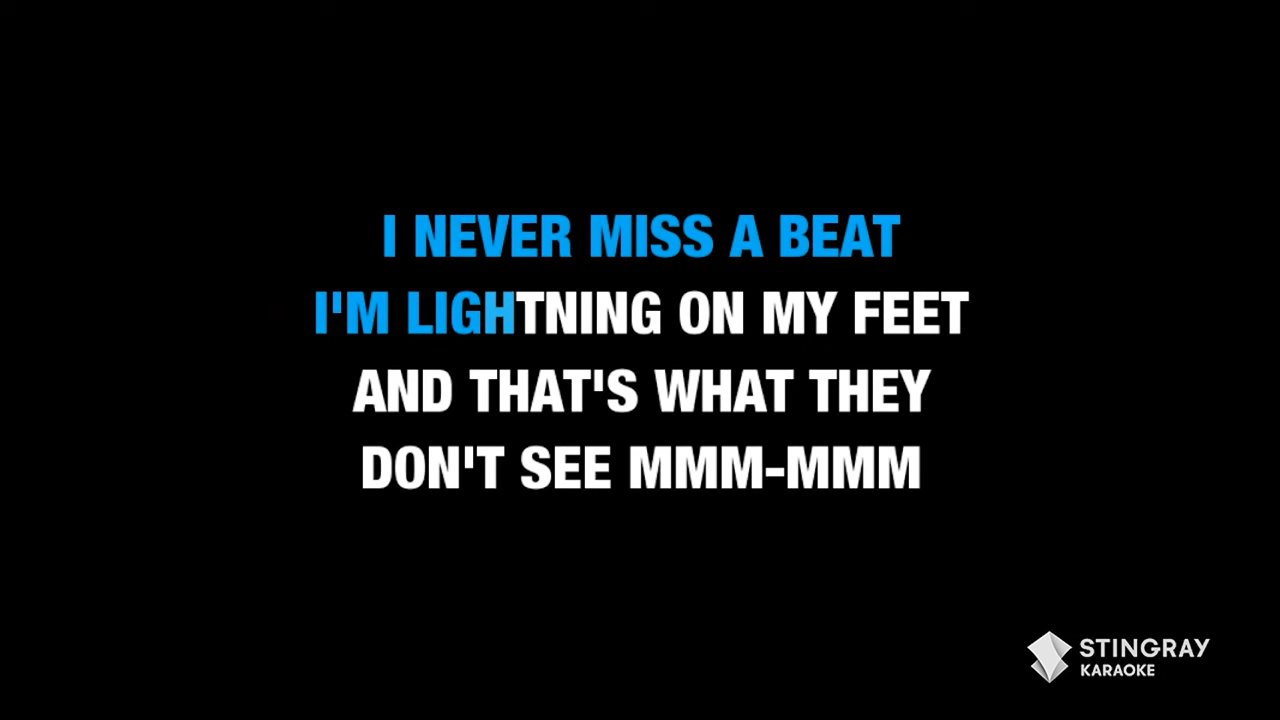 I NEVER MISS A BEAT
I'M LIGHTNING ON MY FEET
AND THAT'S WHAT THEY
DON'T SEE MMM-MMM
STINGRAY
KARAOKE